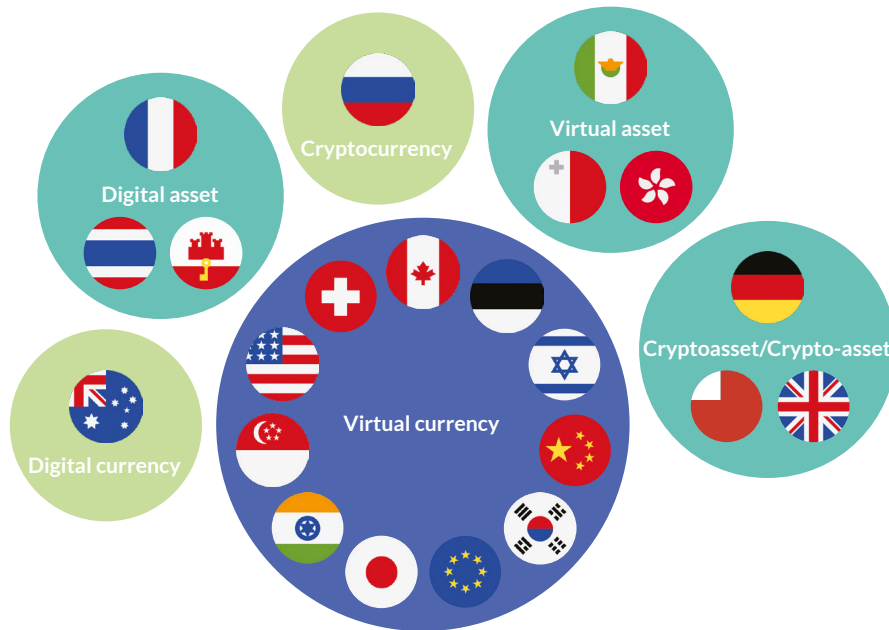 Cryptocurrency
Virtual asset
Digital asset
Cryptoasset/Crypto-asset
Virtual currency
Digital currency